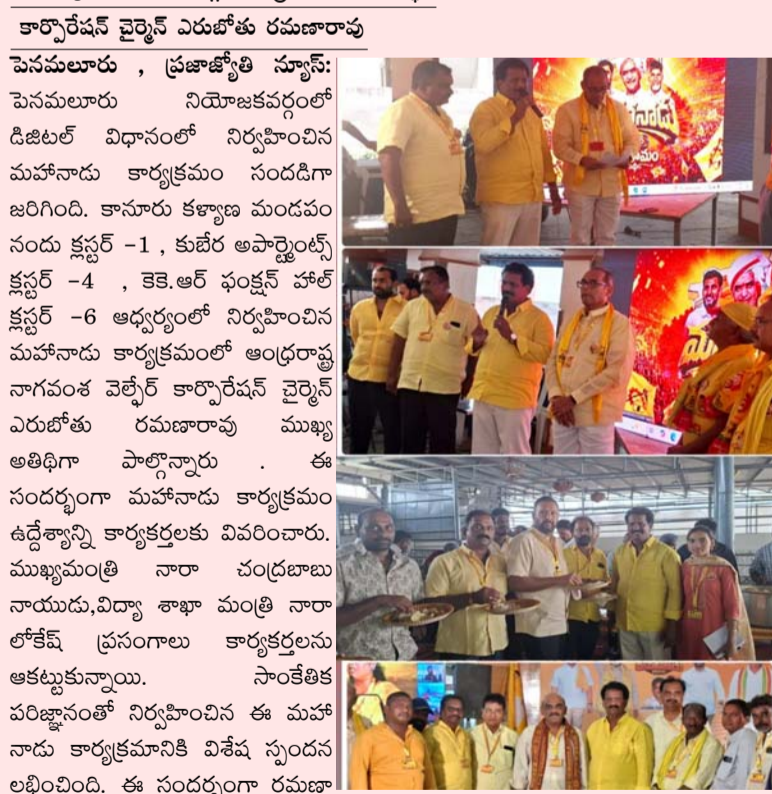 కార్పొరేషన్ చైర్మెన్ ఎరుబోతు రమణారావు
పెనమలూరు , ప్రజాజ్యోతి న్యూస్:
పెనమలూరు నియోజకవర్గంలో
డిజిటల్ విధానంలో నిర్వహించిన
మహానాడు కార్యక్రమం సందడిగా
జరిగింది. కానూరు కళ్యాణ మండపం
నందు క్లస్టర్ -1 , కుబేర అపార్ట్మెంట్స్
క్లస్టర్ -4 , కెకె.ఆర్ ఫంక్షన్ హాల్
క్లస్టర్ -6 ఆధ్వర్యంలో నిర్వహించిన
మహానాడు కార్యక్రమంలో ఆంధ్రరాష్ట్ర
నాగవంశ వెల్ఫేర్ కార్పొరేషన్ చైర్మెన్
ఎరుబోతు రమణారావు ముఖ్య
అతిథిగా పాల్గొన్నారు . ఈ
సందర్భంగా మహానాడు కార్యక్రమం
ఉద్దేశ్యాన్ని కార్యకర్తలకు వివరించారు.
ముఖ్యమంత్రి నారా చంద్రబాబు
నాయుడు,విద్యా శాఖా మంత్రి నారా
లోకేష్ ప్రసంగాలు కార్యకర్తలను
ఆకట్టుకున్నాయి. సాంకేతిక
పరిజ్ఞానంతో నిర్వహించిన ఈ మహా
నాడు కార్యక్రమానికి విశేష స్పందన
లభించింది. ఈ సందర్భంగా రమణా